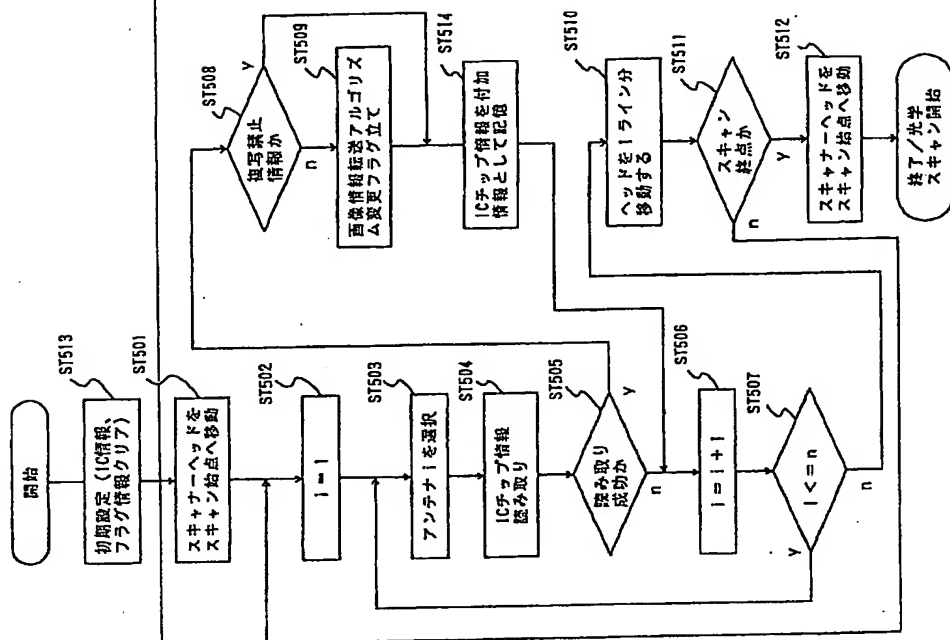 開始
ST513
初期設定（IC情報、
フラグ情報クリア）
ST501
スキャナーヘッドを
スキャン始点へ移動
ST502
i = 1
ST503
アンテナ i を選択
ST504
ICチップ情報
読み取り
ST505
読み取り
成功か
y
n
ST506
i = i + 1
ST507
i <= n
y
n
ST508
複写禁止
情報か
y
n
ST509
画像情報転送アルゴリズ
ム変更フラグ立て
ST514
ICチップ情報を付加
情報として記憶
ST510
ヘッドを1ライン分
移動する
ST511
スキャン
終点か
y
n
ST512
スキャナーヘッドを
スキャン始点へ移動
終了/光学
スキャン開始